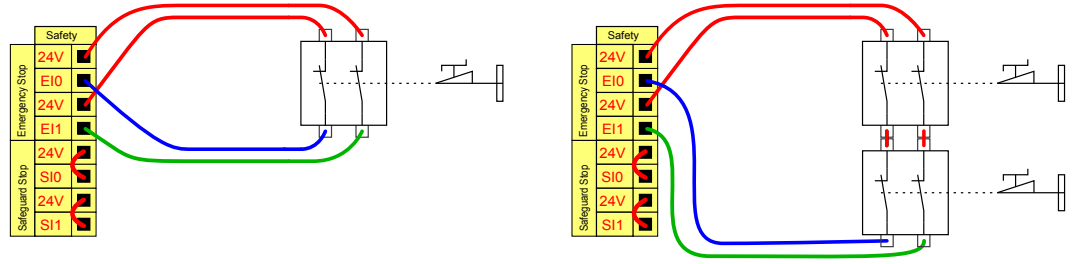 Safety
Emergency Stop
24V
EI0
24V
EI1
Safeguard Stop
24V
SI0
24V
SI1
Safety
Emergency Stop
24V
EI0
24V
EI1
Safeguard Stop
24V
SI0
24V
SI1